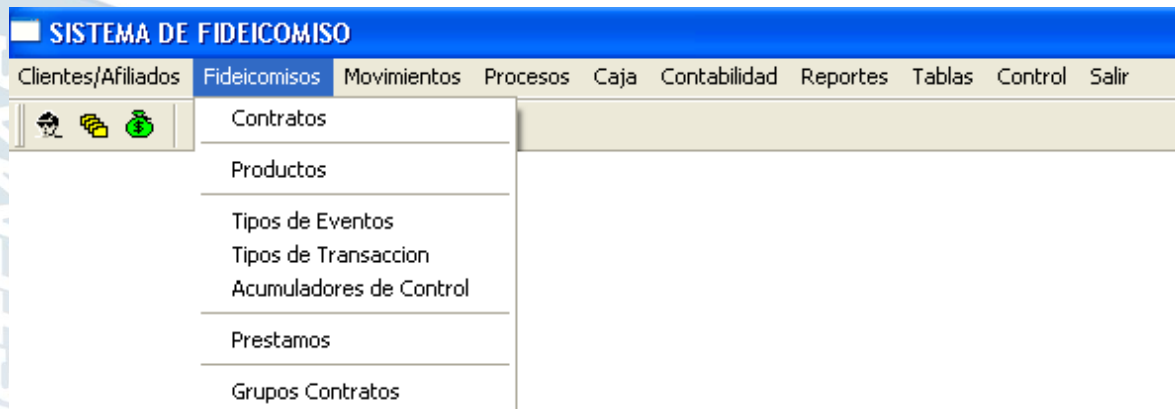 SISTEMA DE FIDEICOMISO
Clientes/Afiliados Fideicomisos Movimientos Procesos Caja Contabilidad Reportes Tablas Control Salir
Contratos
Productos
Tipos de Eventos
Tipos de Transaccion
Acumuladores de Control
Prestamos
Grupos Contratos